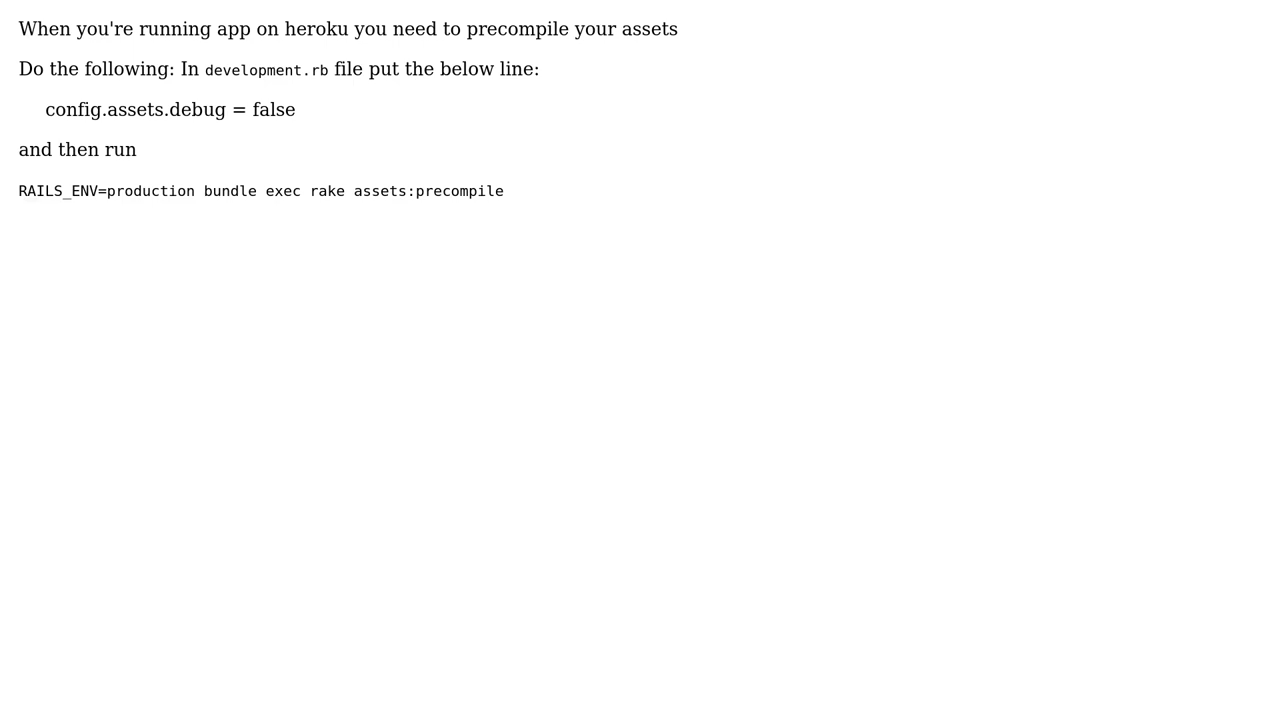 When you're running app on heroku you need to precompile your assets
Do the following: In development.rb file put the below line:
config.assets.debug = false
and then run
RAILS_ENV=production bundle exec rake assets:precompile